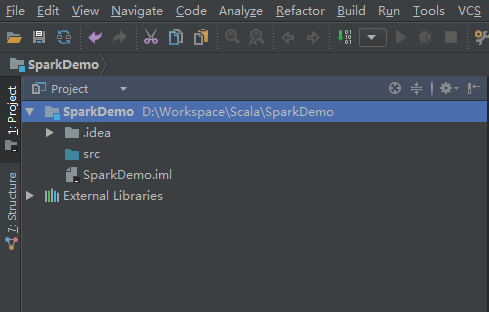 File Edit View Navigate Code Analyze Refactor Build Run Tools VCS
SparkDemo
1: Project
Project
SparkDemo D:\Workspace\Scala\SparkDemo
.idea
src
SparkDemo.iml
External Libraries
7: Structure